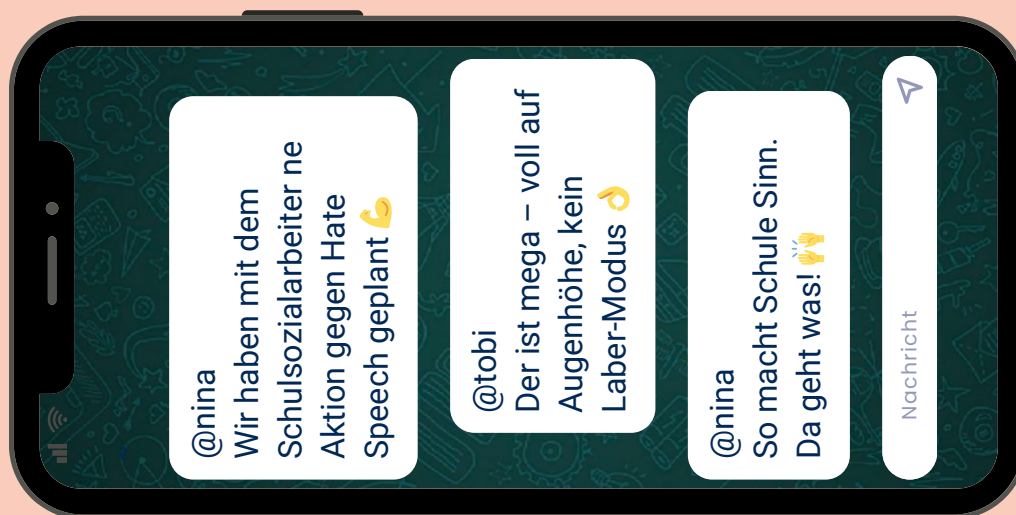 @nina
Wir haben mit dem
Schulsozialarbeiter ne
Aktion gegen Hate
Speech geplant 💪
@tobi
Der ist mega – voll auf
Augenhöhe, kein
Laber-Modus 👌
@nina
So macht Schule Sinn.
Da geht was! 🙌
Nachricht